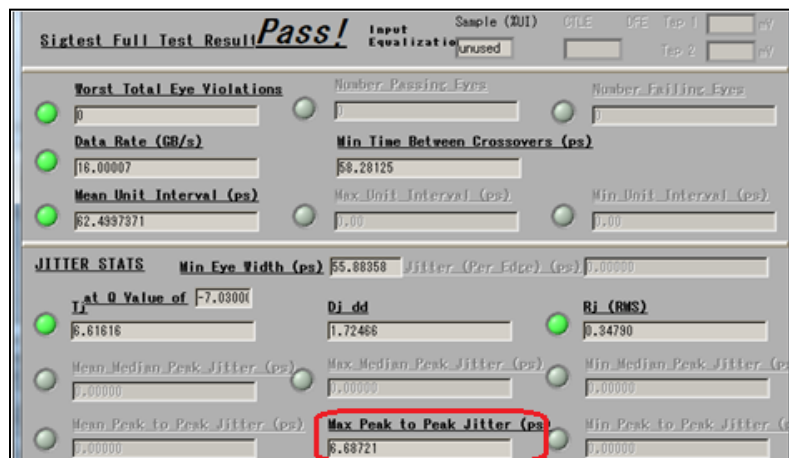 Sigtest Full Test Result Pass! Input Equalizatio Sample (%UI) unused CTLE DFE Tap 1 mV
Tap 2 mV
Worst Total Eye Violations Number Passing Eyes Number Failing Eyes
0 0 0
Data Rate (GB/s) Min Time Between Crossovers (ps)
16.00007 58.28125
Mean Unit Interval (ps) Max Unit Interval (ps) Min Unit Interval (ps)
62.4997371 0.00 0.00
JITTER STATS Min Eye Width (ps) 55.88358 Jitter (Per Edge) (ps) 0.00000
Tj at Q Value of -7.0300( Dj dd Rj (RMS)
6.61616 1.72466 0.34790
Mean Median Peak Jitter (ps) Max Median Peak Jitter (ps) Min Median Peak Jitter (p
0.00000 0.00000 0.00000
Mean Peak to Peak Jitter (ps) Max Peak to Peak Jitter (ps) Min Peak to Peak Jitter (
0.00000 6.68721 0.00000